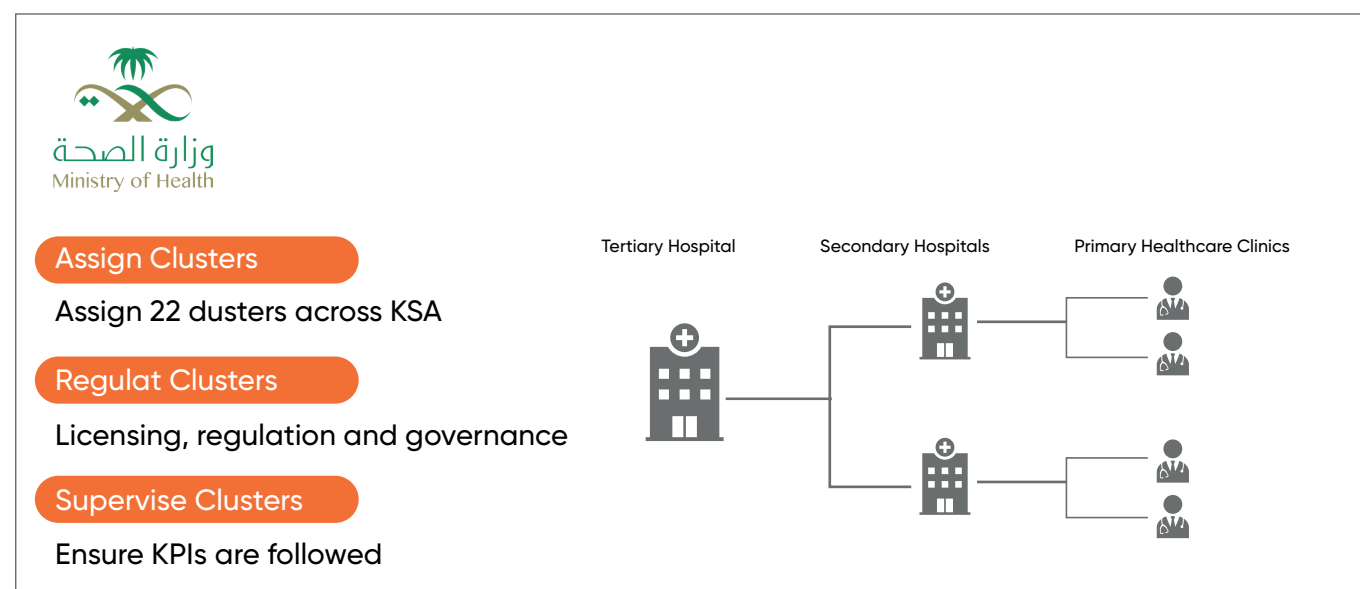 وزارة الصحة
Ministry of Health
Assign Clusters
Assign 22 dusters across KSA
Regulat Clusters
Licensing, regulation and governance
Supervise Clusters
Ensure KPIs are followed
Tertiary Hospital
Secondary Hospitals
Primary Healthcare Clinics